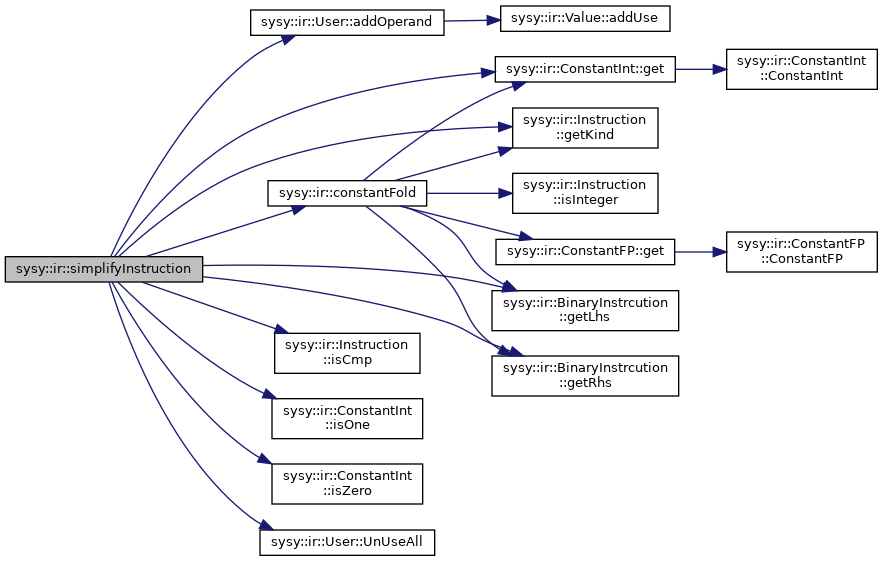 sysy::ir::simplifyInstruction
sysy::ir::User::addOperand
sysy::ir::Value::addUse
sysy::ir::ConstantInt::get
sysy::ir::ConstantInt
::ConstantInt
sysy::ir::Instruction
::getKind
sysy::ir::constantFold
sysy::ir::Instruction
::isInteger
sysy::ir::ConstantFP::get
sysy::ir::ConstantFP
::ConstantFP
sysy::ir::BinaryInstrcution
::getLhs
sysy::ir::BinaryInstrcution
::getRhs
sysy::ir::Instruction
::isCmp
sysy::ir::ConstantInt
::isOne
sysy::ir::ConstantInt
::isZero
sysy::ir::User::UnUseAll